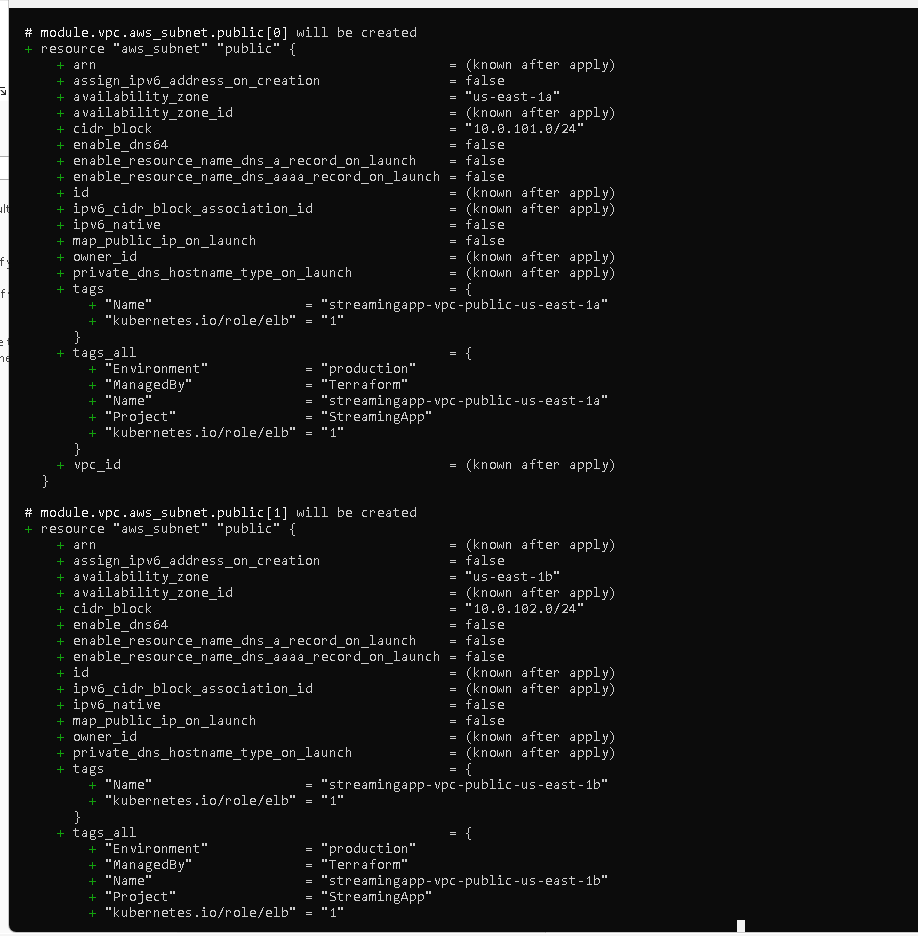 # module.vpc.aws_subnet.public[0] will be created
+ resource "aws_subnet" "public" {
+ arn = (known after apply)
+ assign_ipv6_address_on_creation = false
+ availability_zone = "us-east-1a"
+ availability_zone_id = (known after apply)
+ cidr_block = "10.0.101.0/24"
+ enable_dns64 = false
+ enable_resource_name_dns_a_record_on_launch = false
+ enable_resource_name_dns_aaaa_record_on_launch = false
+ id = (known after apply)
+ ipv6_cidr_block_association_id = (known after apply)
+ ipv6_native = false
+ map_public_ip_on_launch = false
+ owner_id = (known after apply)
+ private_dns_hostname_type_on_launch = (known after apply)
+ tags = {
+ "Name" = "streamingapp-vpc-public-us-east-1a"
+ "kubernetes.io/role/elb" = "1"
}
+ tags_all = {
+ "Environment" = "production"
+ "ManagedBy" = "Terraform"
+ "Name" = "streamingapp-vpc-public-us-east-1a"
+ "Project" = "StreamingApp"
+ "kubernetes.io/role/elb" = "1"
}
+ vpc_id = (known after apply)
}
# module.vpc.aws_subnet.public[1] will be created
+ resource "aws_subnet" "public" {
+ arn = (known after apply)
+ assign_ipv6_address_on_creation = false
+ availability_zone = "us-east-1b"
+ availability_zone_id = (known after apply)
+ cidr_block = "10.0.102.0/24"
+ enable_dns64 = false
+ enable_resource_name_dns_a_record_on_launch = false
+ enable_resource_name_dns_aaaa_record_on_launch = false
+ id = (known after apply)
+ ipv6_cidr_block_association_id = (known after apply)
+ ipv6_native = false
+ map_public_ip_on_launch = false
+ owner_id = (known after apply)
+ private_dns_hostname_type_on_launch = (known after apply)
+ tags = {
+ "Name" = "streamingapp-vpc-public-us-east-1b"
+ "kubernetes.io/role/elb" = "1"
}
+ tags_all = {
+ "Environment" = "production"
+ "ManagedBy" = "Terraform"
+ "Name" = "streamingapp-vpc-public-us-east-1b"
+ "Project" = "StreamingApp"
+ "kubernetes.io/role/elb" = "1"